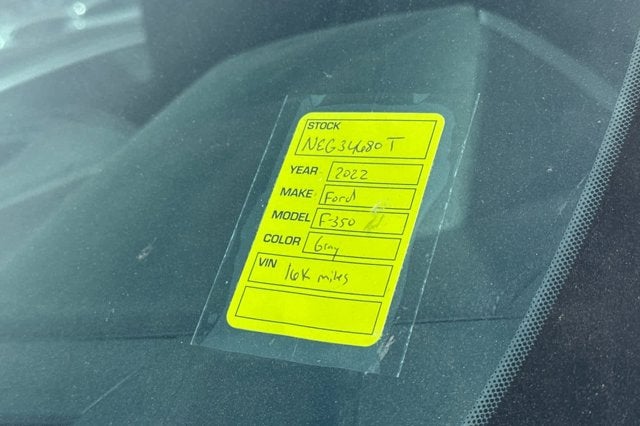 STOCK
NEG34680T
YEAR 2022
MAKE Ford
MODEL F-350
COLOR Gray
VIN 16K miles